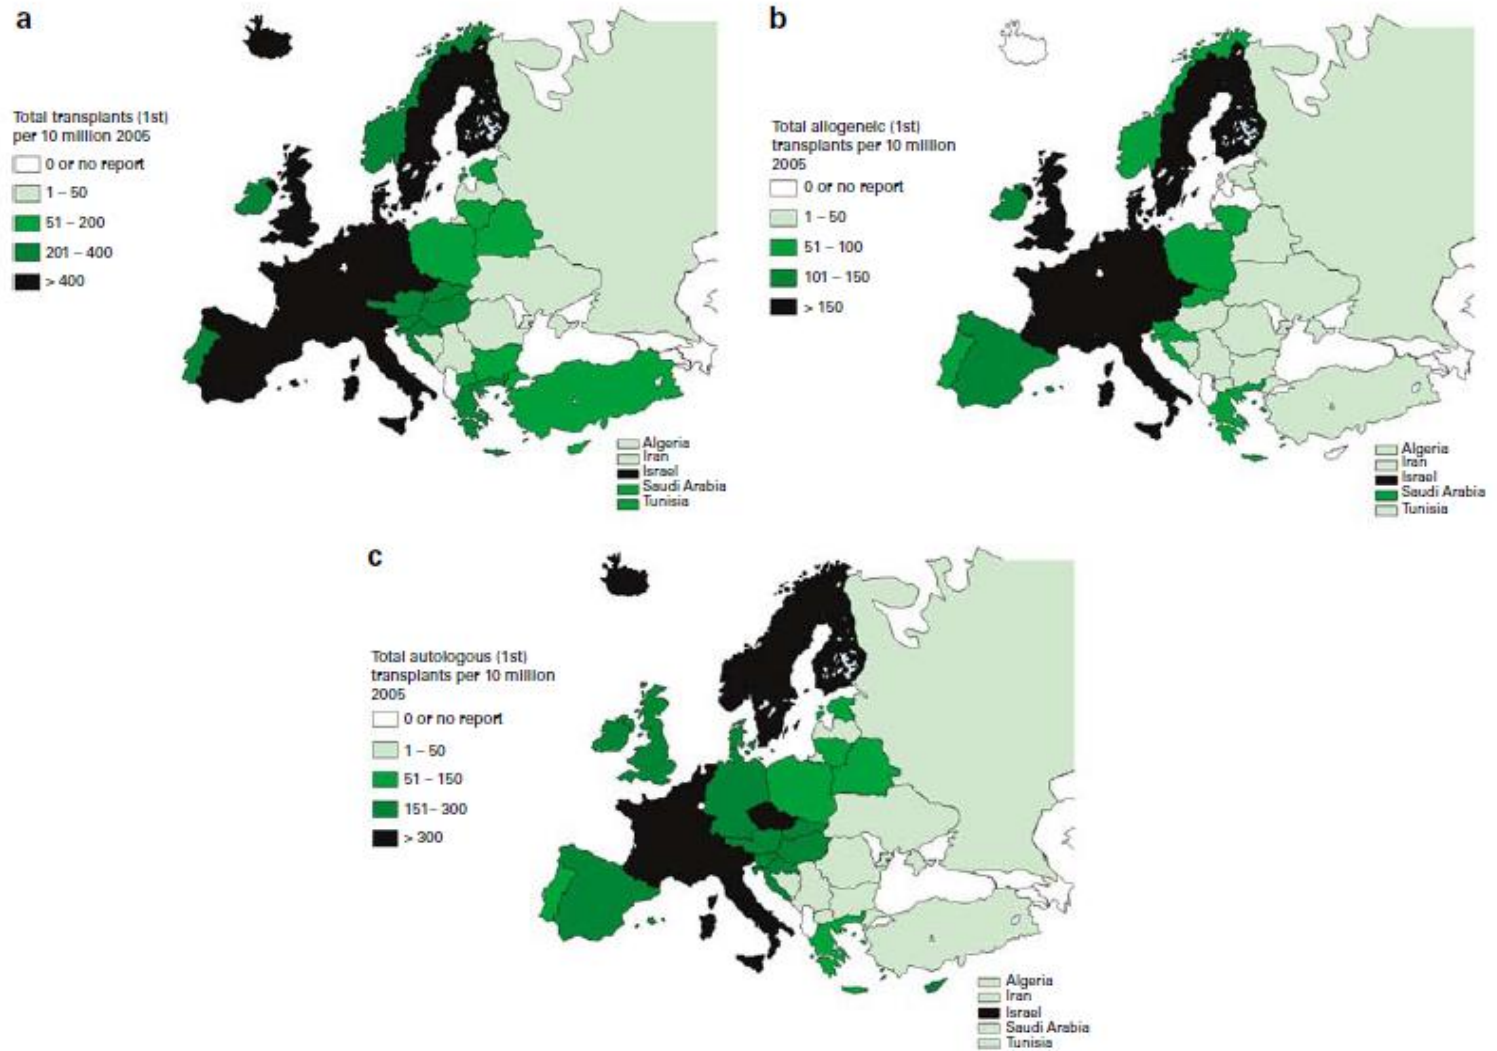 a
Total transplants (1st)
per 10 million 2005
0 or no report
1 – 50
51 – 200
201 – 400
> 400
Algeria
Iran
Israel
Saudi Arabia
Tunisia
b
Total allogeneic (1st)
transplants per 10 million
2005
0 or no report
1 – 50
51 – 100
101 – 150
> 150
Algeria
Iran
Israel
Saudi Arabia
Tunisia
c
Total autologous (1st)
transplants per 10 million
2005
0 or no report
1 – 50
51 – 150
151– 300
> 300
Algeria
Iran
Israel
Saudi Arabia
Tunisia